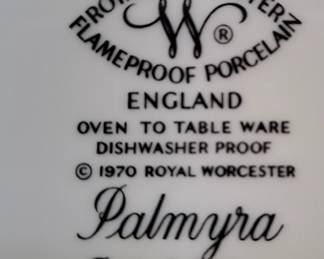 W ®
FLAMEPROOF PORCELAIN
ENGLAND
OVEN TO TABLE WARE
DISHWASHER PROOF
© 1970 ROYAL WORCESTER
Palmyra